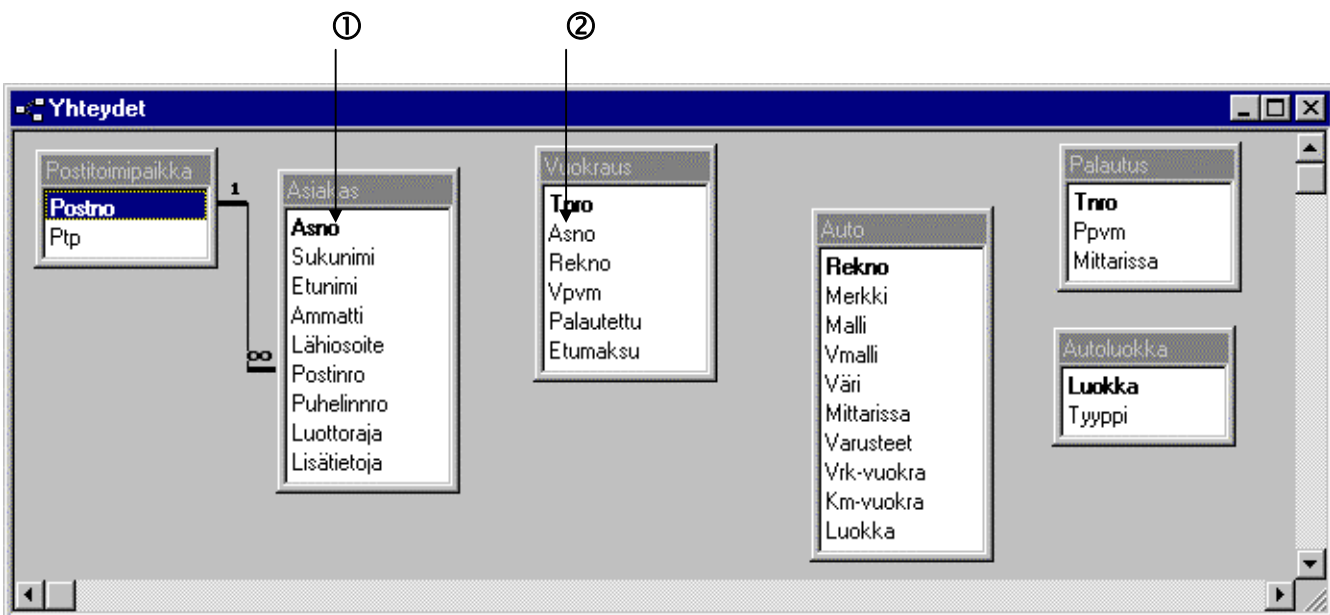 ① ②
Yhteydet
Postitoimipaikka
Postno
Ptp
1
∞
Asiakas
Asno
Sukunimi
Etunimi
Ammatti
Lähiosoite
Postinro
Puhelinnro
Luottoraja
Lisätietoja
Vuokraus
Tnro
Asno
Rekno
Vpvm
Palautettu
Etumaksu
Auto
Rekno
Merkki
Malli
Vmalli
Väri
Mittarissa
Varusteet
Vrk-vuokra
Km-vuokra
Luokka
Palautus
Tnro
Ppvm
Mittarissa
Autoluokka
Luokka
Tyyppi